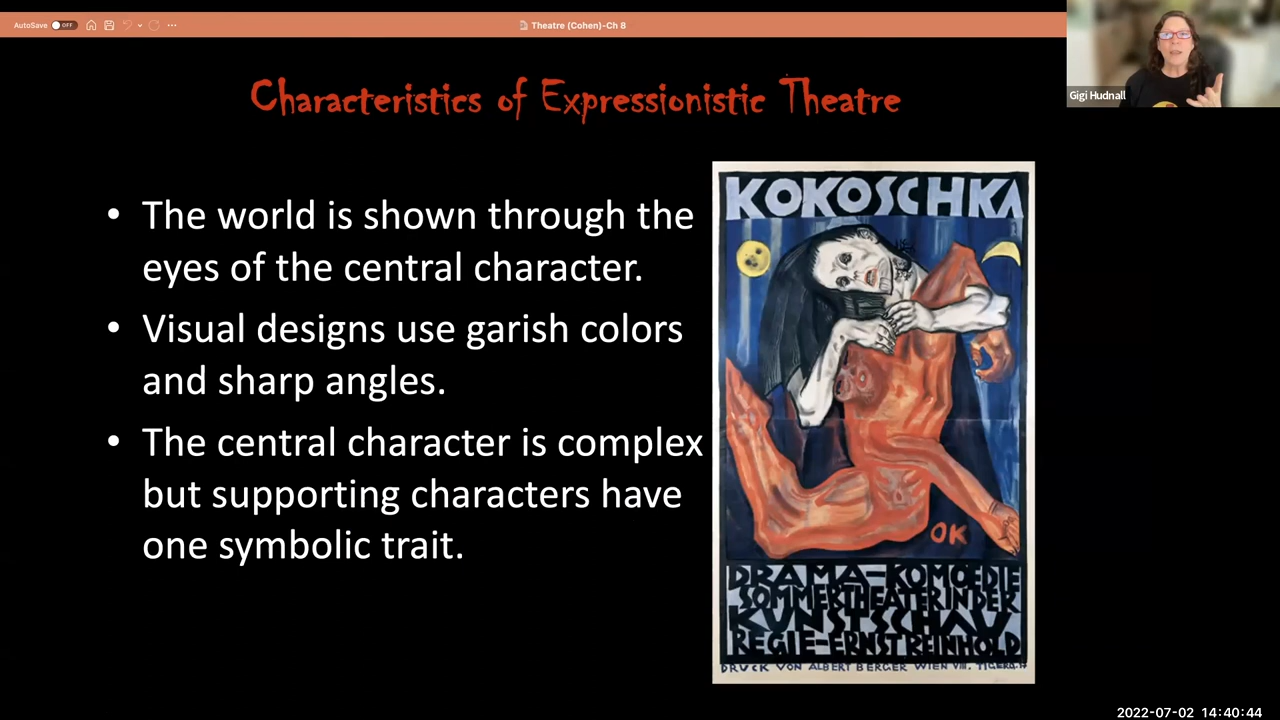 AutoSave OFF
Theatre (Cohen)-Ch 8
Gigi Hudnall
Characteristics of Expressionistic Theatre
• The world is shown through the
eyes of the central character.
• Visual designs use garish colors
and sharp angles.
• The central character is complex
but supporting characters have
one symbolic trait.
KOKOSCHKA
OK
DRAMA-KOMOEDIE
SOMMERTHEATER IN DER
KUNSTSCHAU
REGIE-ERNST REINHOLD
DRUCK VON ALBERT BERGER WIEN VIII.
2022-07-02 14:40:44